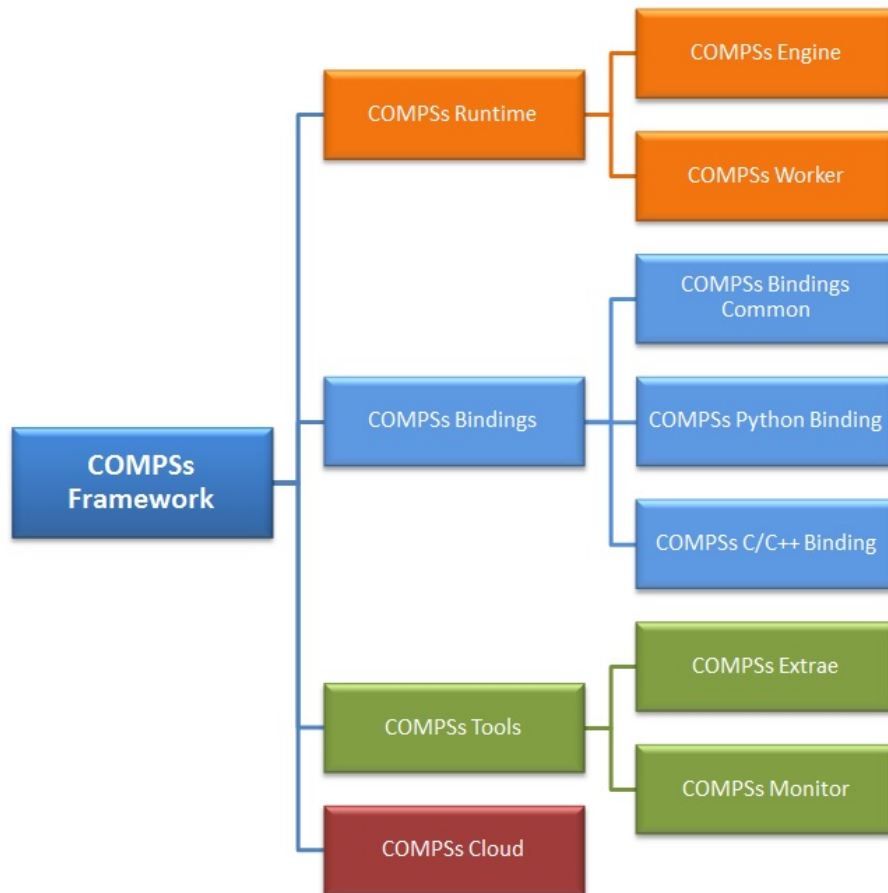 COMPSs Engine
COMPSs Runtime
COMPSs Worker
COMPSs Bindings
Common
COMPSs Bindings
COMPSs Python Binding
COMPSs
Framework
COMPSs C/C++ Binding
COMPSs Extrae
COMPSs Tools
COMPSs Monitor
COMPSs Cloud